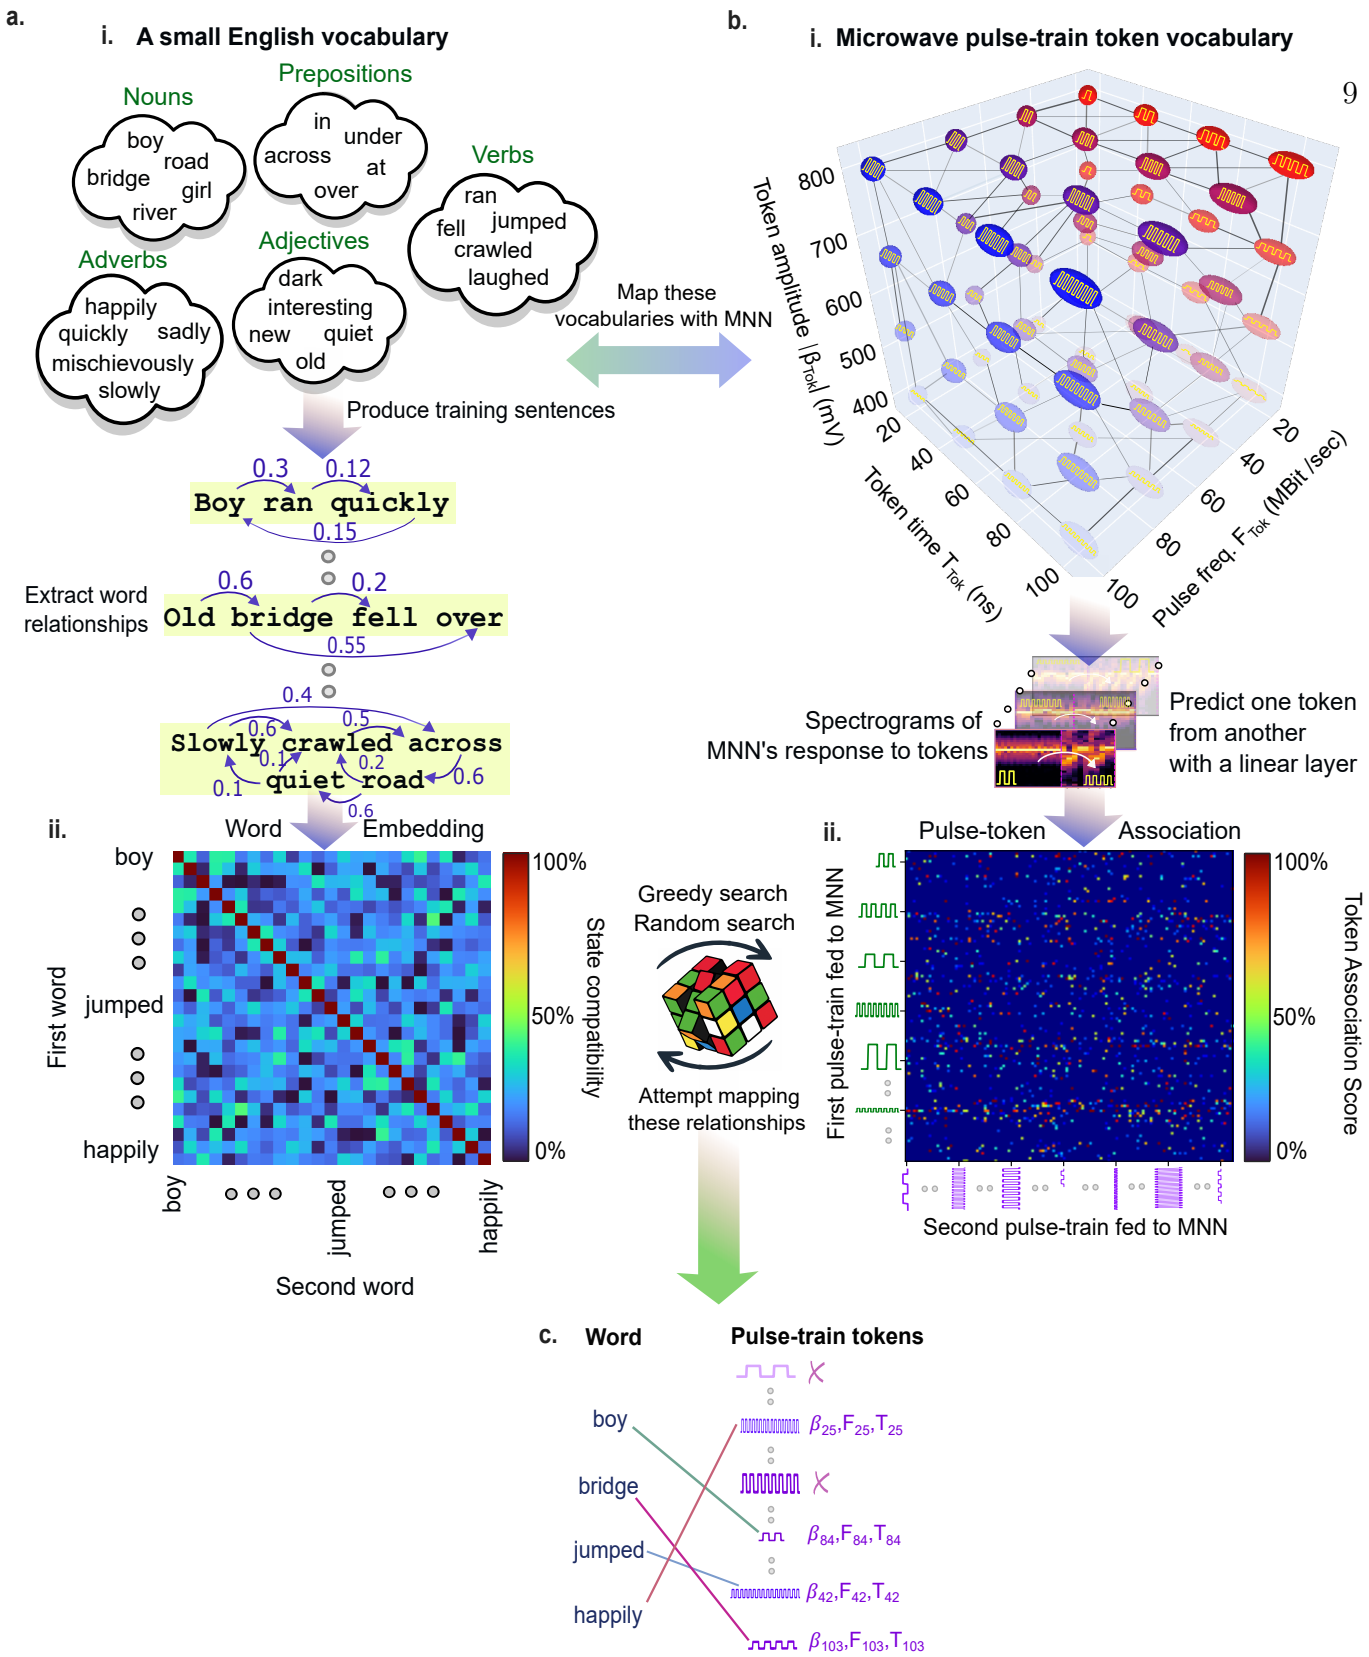 a.
i. A small English vocabulary
Nouns
boy
road
bridge
girl
river
Prepositions
in
under
across
at
over
Verbs
ran
jumped
fell
crawled
laughed
Adverbs
happily
quickly
sadly
mischievously
slowly
Adjectives
dark
interesting
new
quiet
old
Map these
vocabularies with MNN
Produce training sentences
0.3
0.12
Boy ran quickly
0.15
Extract word
relationships
0.6
0.2
Old bridge fell over
0.55
0.4
0.6
0.5
Slowly crawled across
0.1
0.2
quiet road
0.1
0.6
0.6
ii.
Word Embedding
boy
jumped
happily
First word
boy
jumped
happily
Second word
100%
50%
0%
State compatibility
Greedy search
Random search
Attempt mapping
these relationships
b.
i. Microwave pulse-train token vocabulary
9
Token amplitude |β_Tok| (mV)
800
700
600
500
400
20
40
60
80
100
Token time T_Tok (ns)
20
40
60
80
100
Pulse freq. F_Tok (MBit /sec)
Spectrograms of
MNN's response to tokens
Predict one token
from another
with a linear layer
ii.
Pulse-token Association
First pulse-train fed to MNN
Second pulse-train fed to MNN
100%
50%
0%
Token Association Score
c. Word
Pulse-train tokens
boy
bridge
jumped
happily
β25,F25,T25
β84,F84,T84
β42,F42,T42
β103,F103,T103